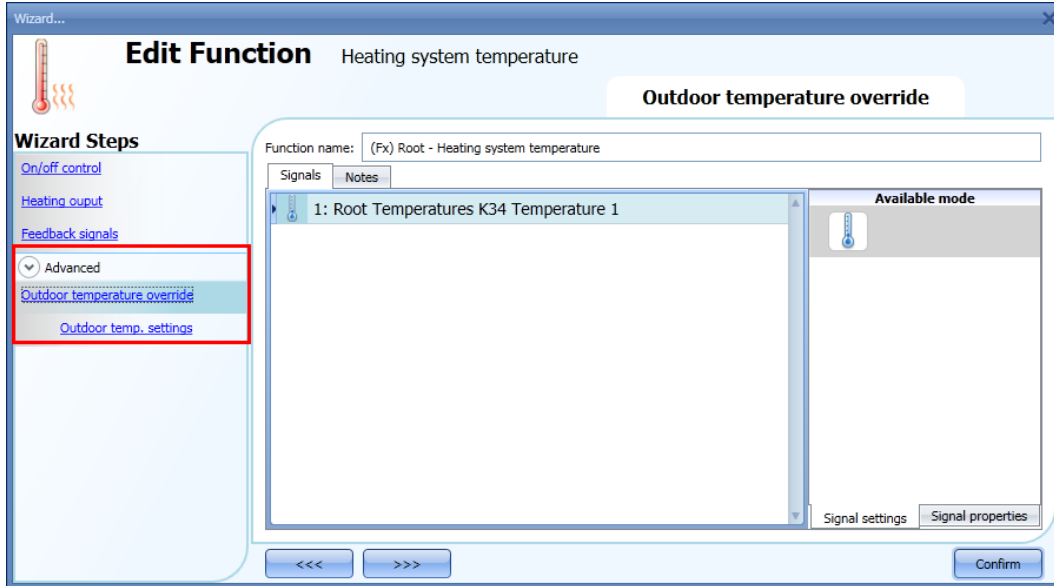 Wizard...
Edit Function Heating system temperature
Outdoor temperature override
Wizard Steps
On/off control
Heating ouput
Feedback signals
Advanced
Outdoor temperature override
Outdoor temp. settings
Function name: (Fx) Root - Heating system temperature
Signals Notes
1: Root Temperatures K34 Temperature 1
Available mode
Signal settings Signal properties
<<< >>> Confirm